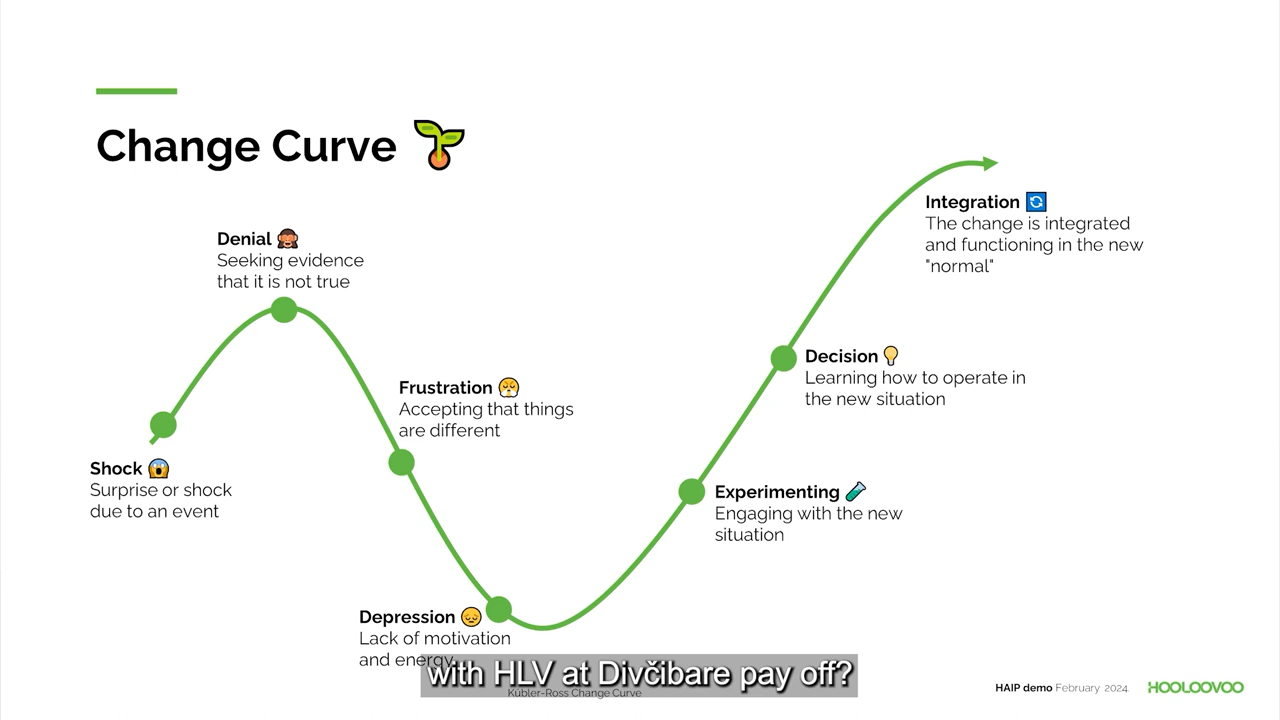 Change Curve
Denial
Seeking evidence
that it is not true
Shock
Surprise or shock
due to an event
Frustration
Accepting that things
are different
Depression
Lack of motivation
and energy
Experimenting
Engaging with the new
situation
Decision
Learning how to operate in
the new situation
Integration
The change is integrated
and functioning in the new
"normal"
with HLV at Divčibare pay off?
Kübler-Ross Change Curve
HAIP demo February 2024.
HOOLOOVOO